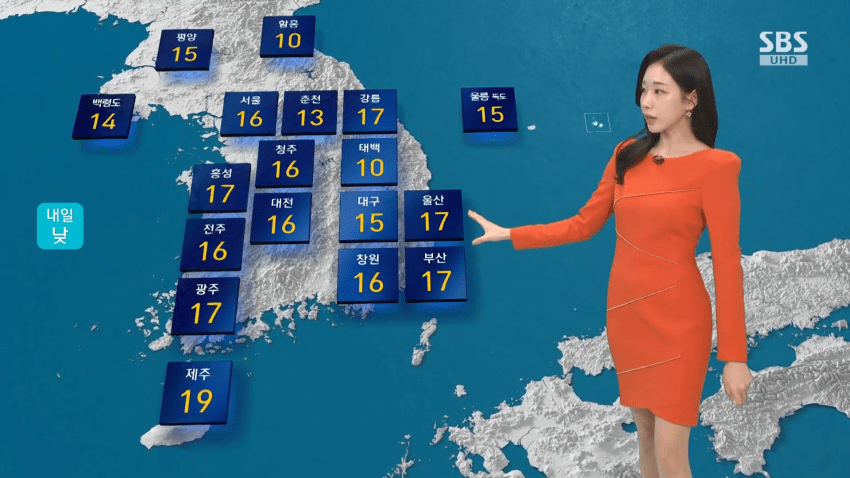 SBS
UHD
함흥
10
평양
15
백령도
14
서울
16
춘천
13
강릉
17
울릉 독도
15
청주
16
태백
10
홍성
17
대전
16
대구
15
울산
17
전주
16
창원
16
부산
17
광주
17
제주
19
내일
낮